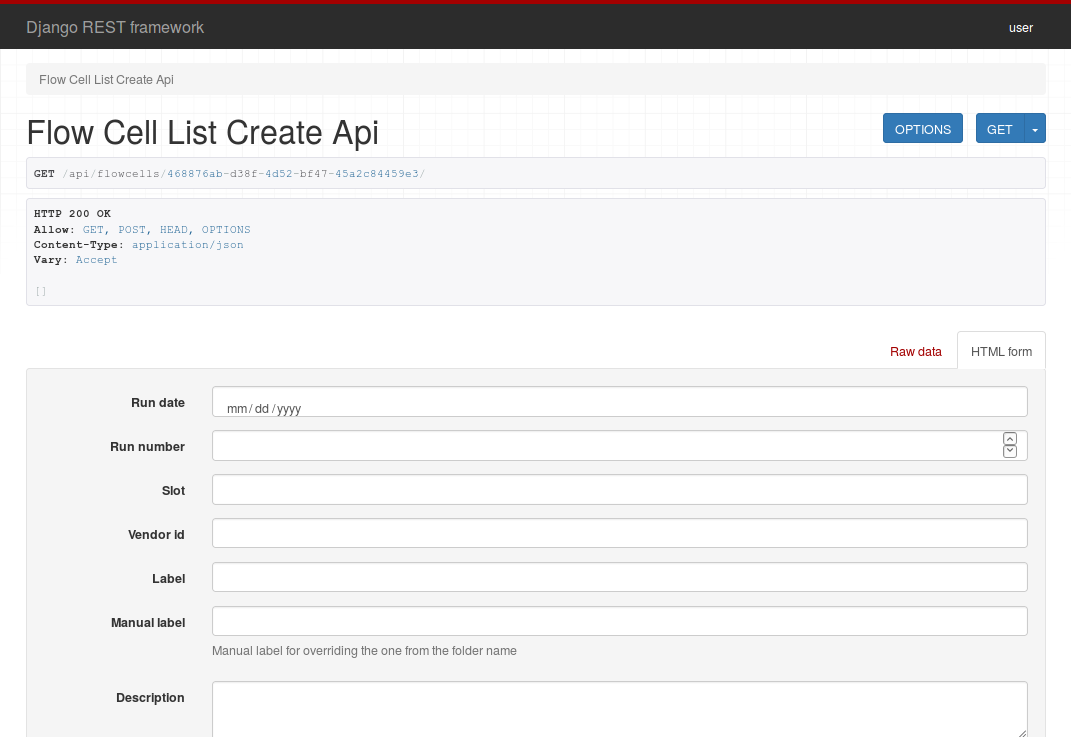 Django REST framework
user
Flow Cell List Create Api
Flow Cell List Create Api
OPTIONS
GET
GET /api/flowcells/468876ab-d38f-4d52-bf47-45a2c84459e3/
HTTP 200 OK
Allow: GET, POST, HEAD, OPTIONS
Content-Type: application/json
Vary: Accept
[]
Raw data
HTML form
Run date
mm/dd/yyyy
Run number
Slot
Vendor id
Label
Manual label
Manual label for overriding the one from the folder name
Description